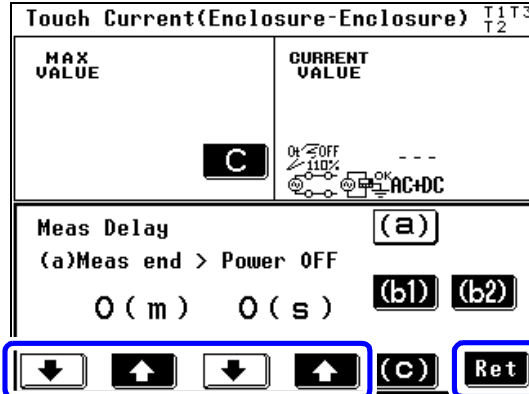 Touch Current(Enclosure-Enclosure) T1T3
T2
MAX
VALUE
CURRENT
VALUE
C
OFF
110%
---
OK
AC+DC
Meas Delay
(a)
(a)Meas end > Power OFF
(b1) (b2)
0(m) 0(s)
(c) Ret